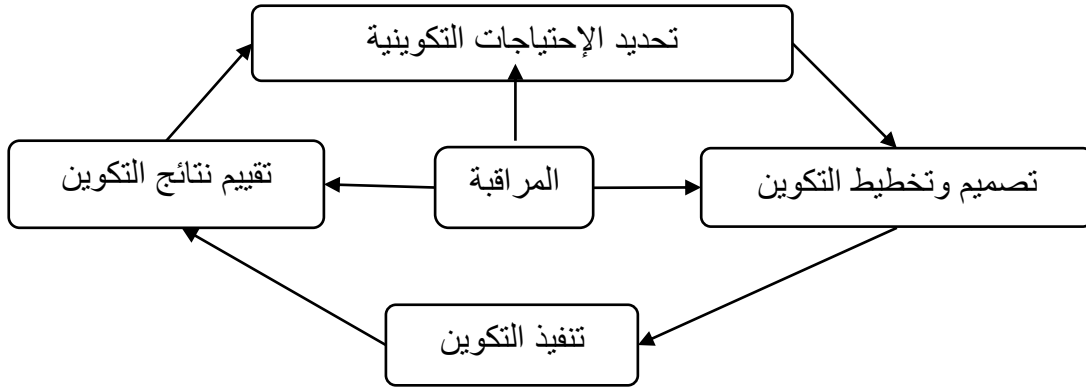 تحديد الإحتياجات التكوينية
تصميم وتخطيط التكوين
المراقبة
تقييم نتائج التكوين
تنفيذ التكوين